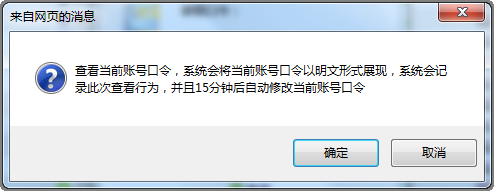 来自网页的消息
查看当前账号口令，系统会将当前账号口令以明文形式展现，系统会记
录此次查看行为，并且15分钟后自动修改当前账号口令
确定
取消